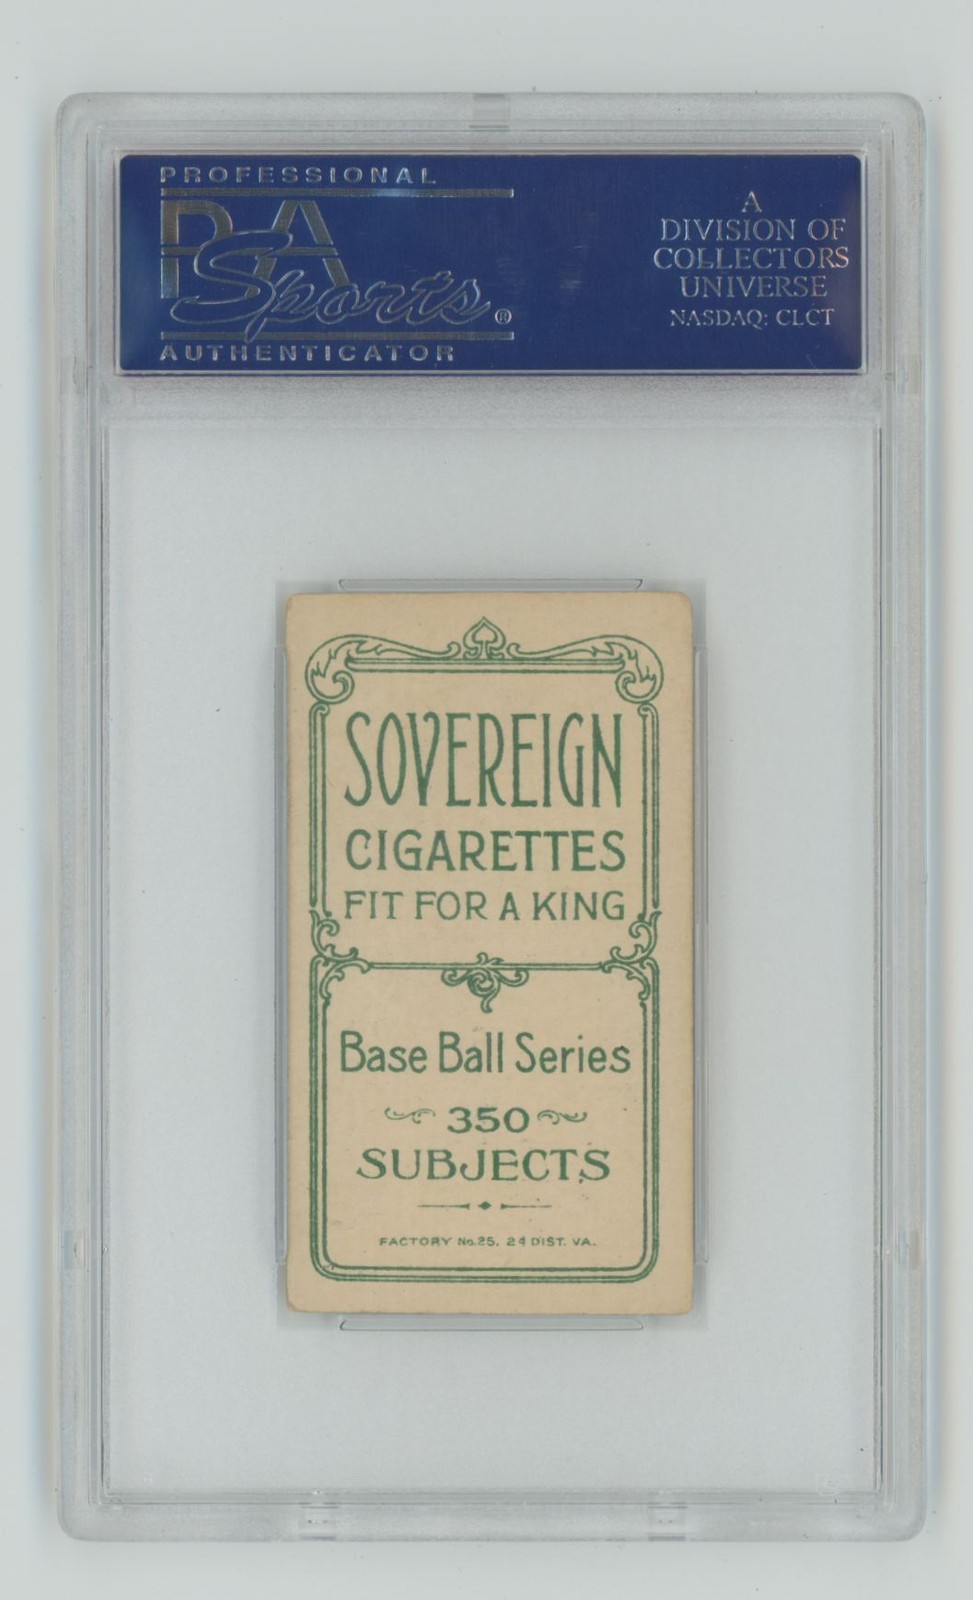 PROFESSIONAL
PSA
Sports®
AUTHENTICATOR
A
DIVISION OF
COLLECTORS
UNIVERSE
NASDAQ: CLCT
SOVEREIGN
CIGARETTES
FIT FOR A KING
Base Ball Series
350
SUBJECTS
FACTORY No. 25, 2d DIST. VA.